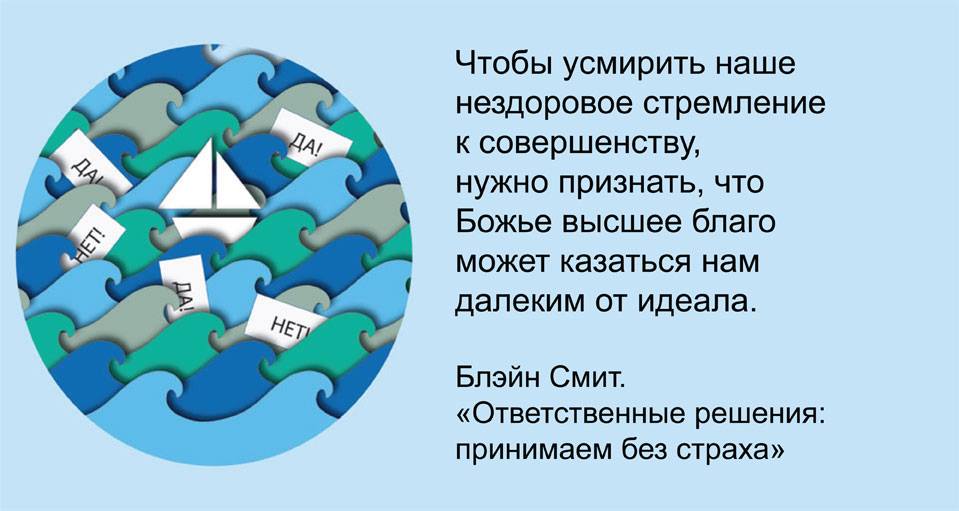 ДА!
ДА!
НЕТ!
ДА!
НЕТ!
Чтобы усмирить наше
нездоровое стремление
к совершенству,
нужно признать, что
Божье высшее благо
может казаться нам
далеким от идеала.
Блэйн Смит.
«Ответственные решения:
принимаем без страха»